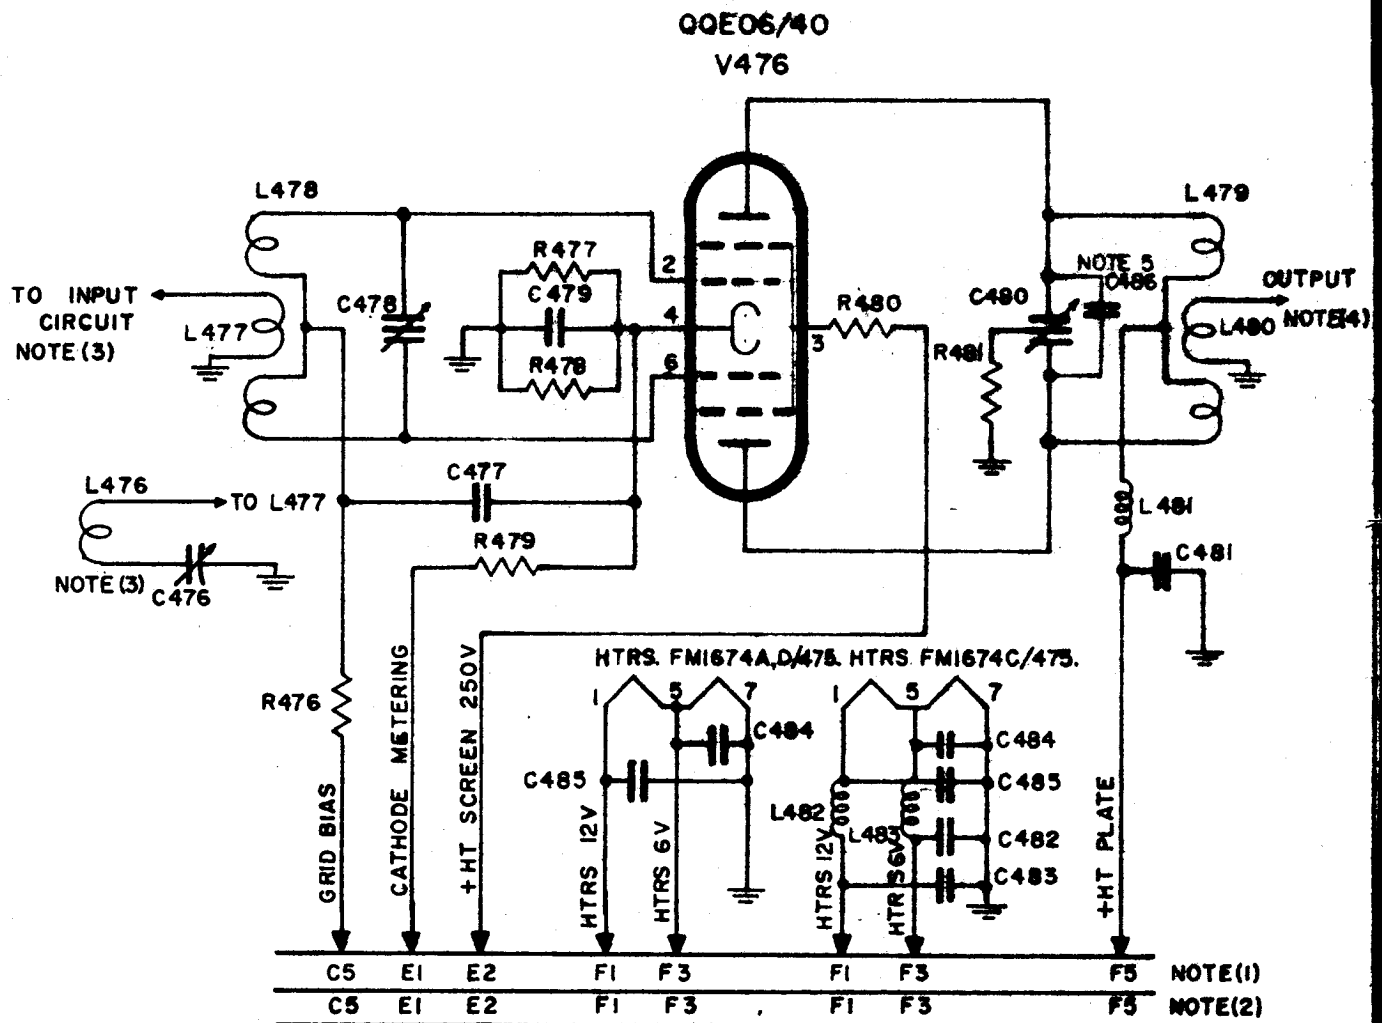 QQE06/40
V476
L478
L479
R477
2
NOTE 5
C486
OUTPUT
TO INPUT
CIRCUIT
NOTE (3)
C478
C479
4
R480
C480
L477
L480
NOTE(4)
3
R481
R478
6
C477
L476
TO L477
L481
R479
C481
NOTE (3)
C476
HTRS. FM1674A,D/475.
HTRS FM1674C/475.
R476
1
5
7
1
5
7
C484
C484
C485
C485
L482
L483
C482
C483
GRID BIAS
CATHODE METERING
+HT SCREEN 250V
HTRS 12V
HTRS 6V
HTRS 12V
HTRS 6V
+HT PLATE
C5 E1 E2 F1 F3 F1 F3 F5 NOTE(1)
C5 E1 E2 F1 F3 F1 F3 F5 NOTE(2)